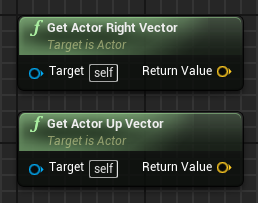 f Get Actor Right Vector
Target is Actor
Target self Return Value
f Get Actor Up Vector
Target is Actor
Target self Return Value